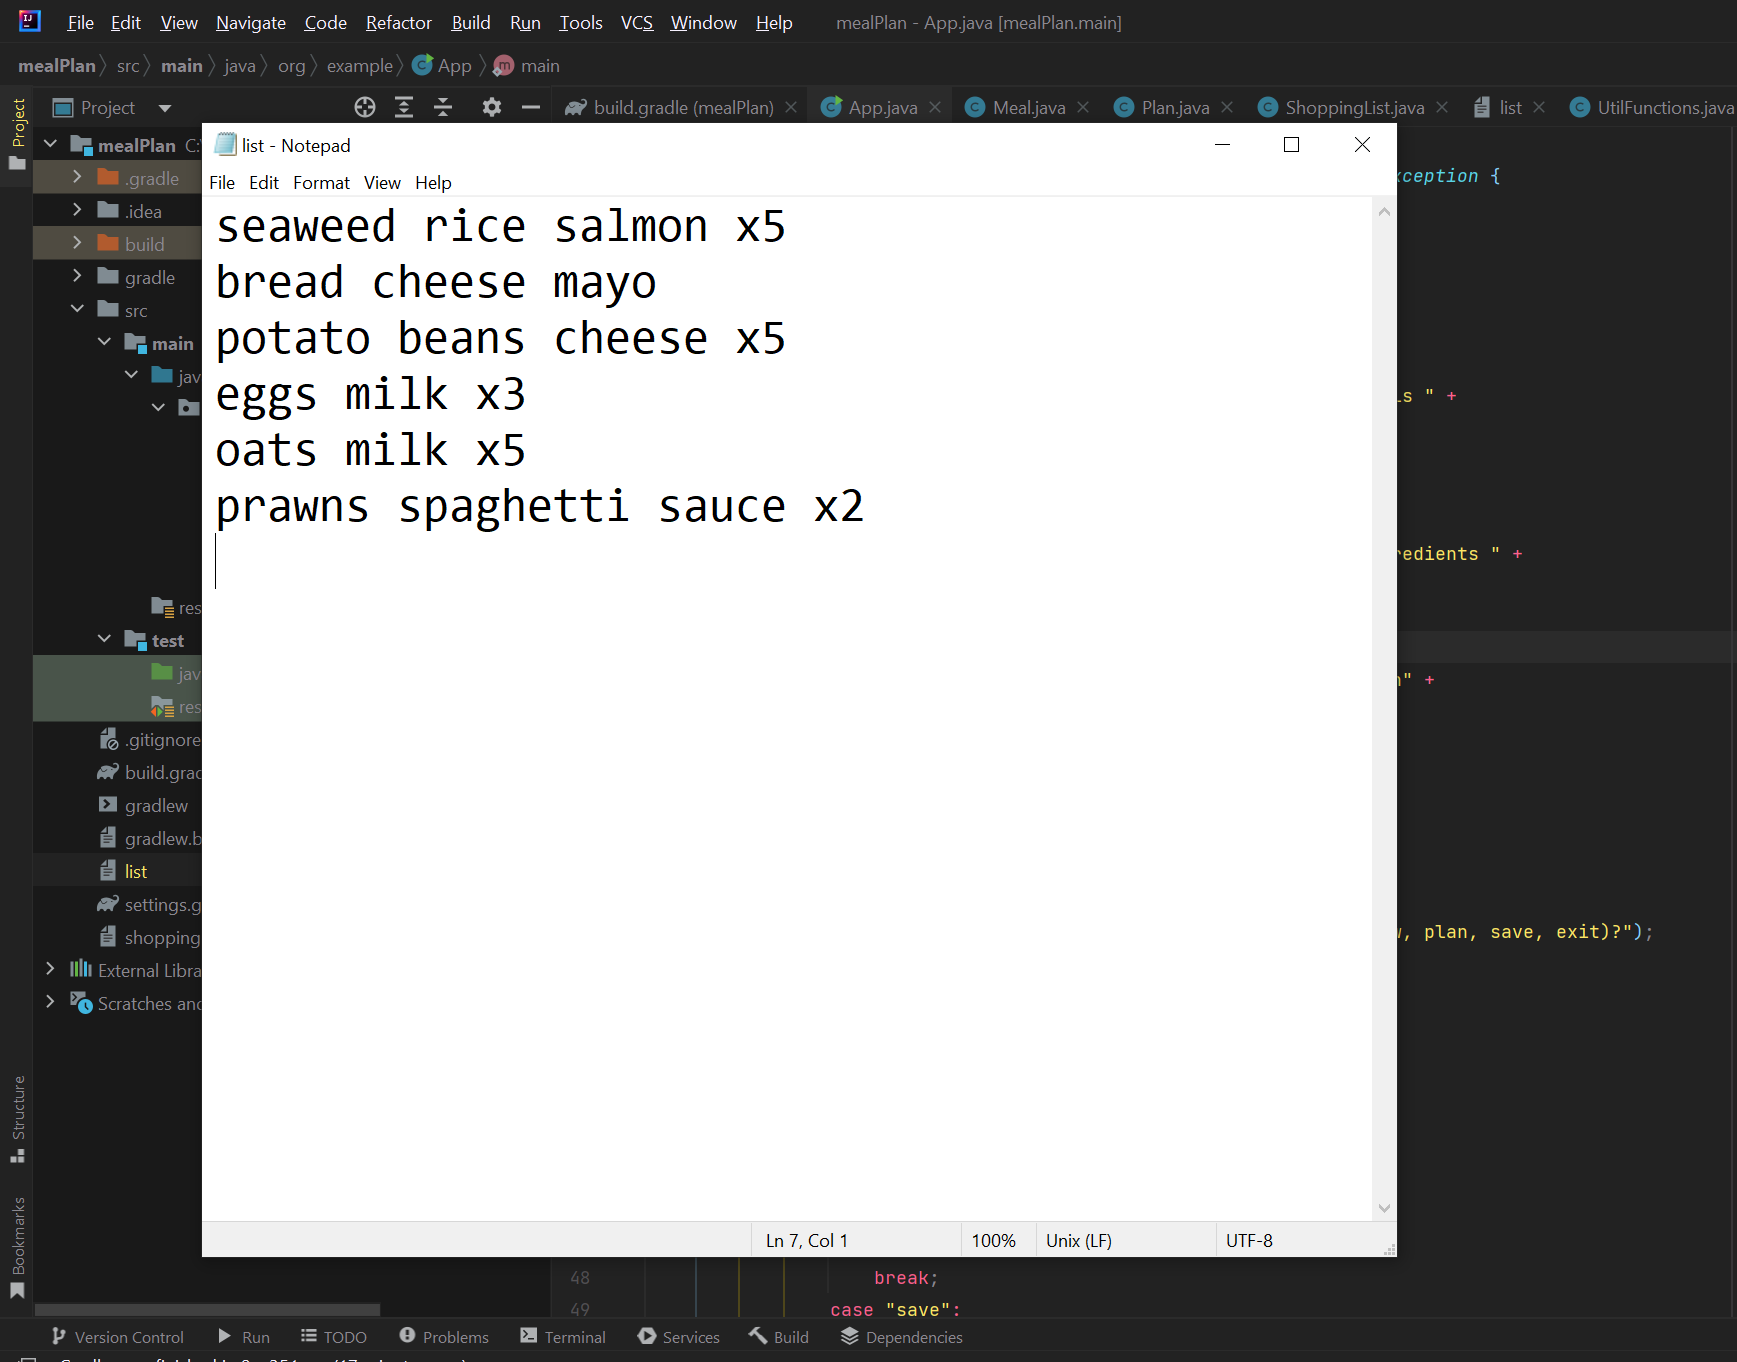 File Edit View Navigate Code Refactor Build Run Tools VCS Window Help mealPlan - App.java [mealPlan.main]
mealPlan src main java org example App main
Project build.gradle (mealPlan) App.java Meal.java Plan.java ShoppingList.java list UtilFunctions.java
Project
list - Notepad
File Edit Format View Help
seaweed rice salmon x5
bread cheese mayo
potato beans cheese x5
eggs milk x3
oats milk x5
prawns spaghetti sauce x2
Ln 7, Col 1 100% Unix (LF) UTF-8
mealPlan C:
.gradle
.idea
build
gradle
src
main
jav
res
test
jav
res
.gitignore
build.grad
gradlew
gradlew.b
list
settings.g
shopping
External Libra
Scratches and
Structure
Bookmarks
ception {
s " +
redients " +
" +
, plan, save, exit)?");
48 break;
49 case "save":
Version Control Run TODO Problems Terminal Services Build Dependencies